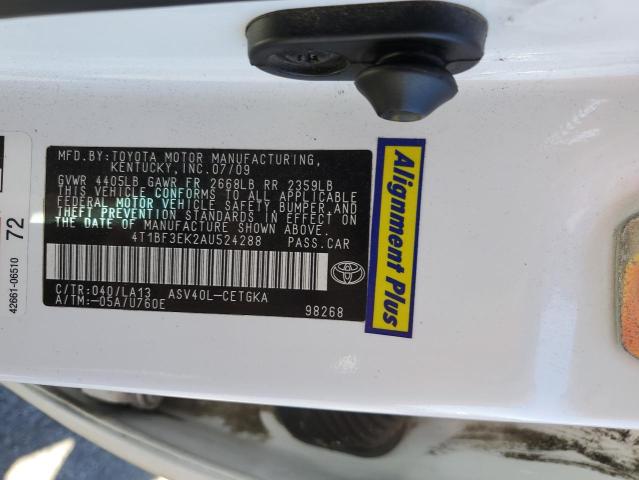 MFD.BY:TOYOTA MOTOR MANUFACTURING,
KENTUCKY, INC. 07/09
GVWR 4405LB GAWR FR 2668LB RR 2359LB
THIS VEHICLE CONFORMS TO ALL APPLICABLE
FEDERAL MOTOR VEHICLE SAFETY, BUMPER, AND
THEFT PREVENTION STANDARDS IN EFFECT ON
THE DATE OF MANUFACTURE SHOWN ABOVE.
4T1BF3EK2AU524288 PASS.CAR
C/TR:040/LA13 ASV40L-CETGKA
A/TM:-05A/U760E 98268
TOYOTA
Alignment Plus
42661-06510
72